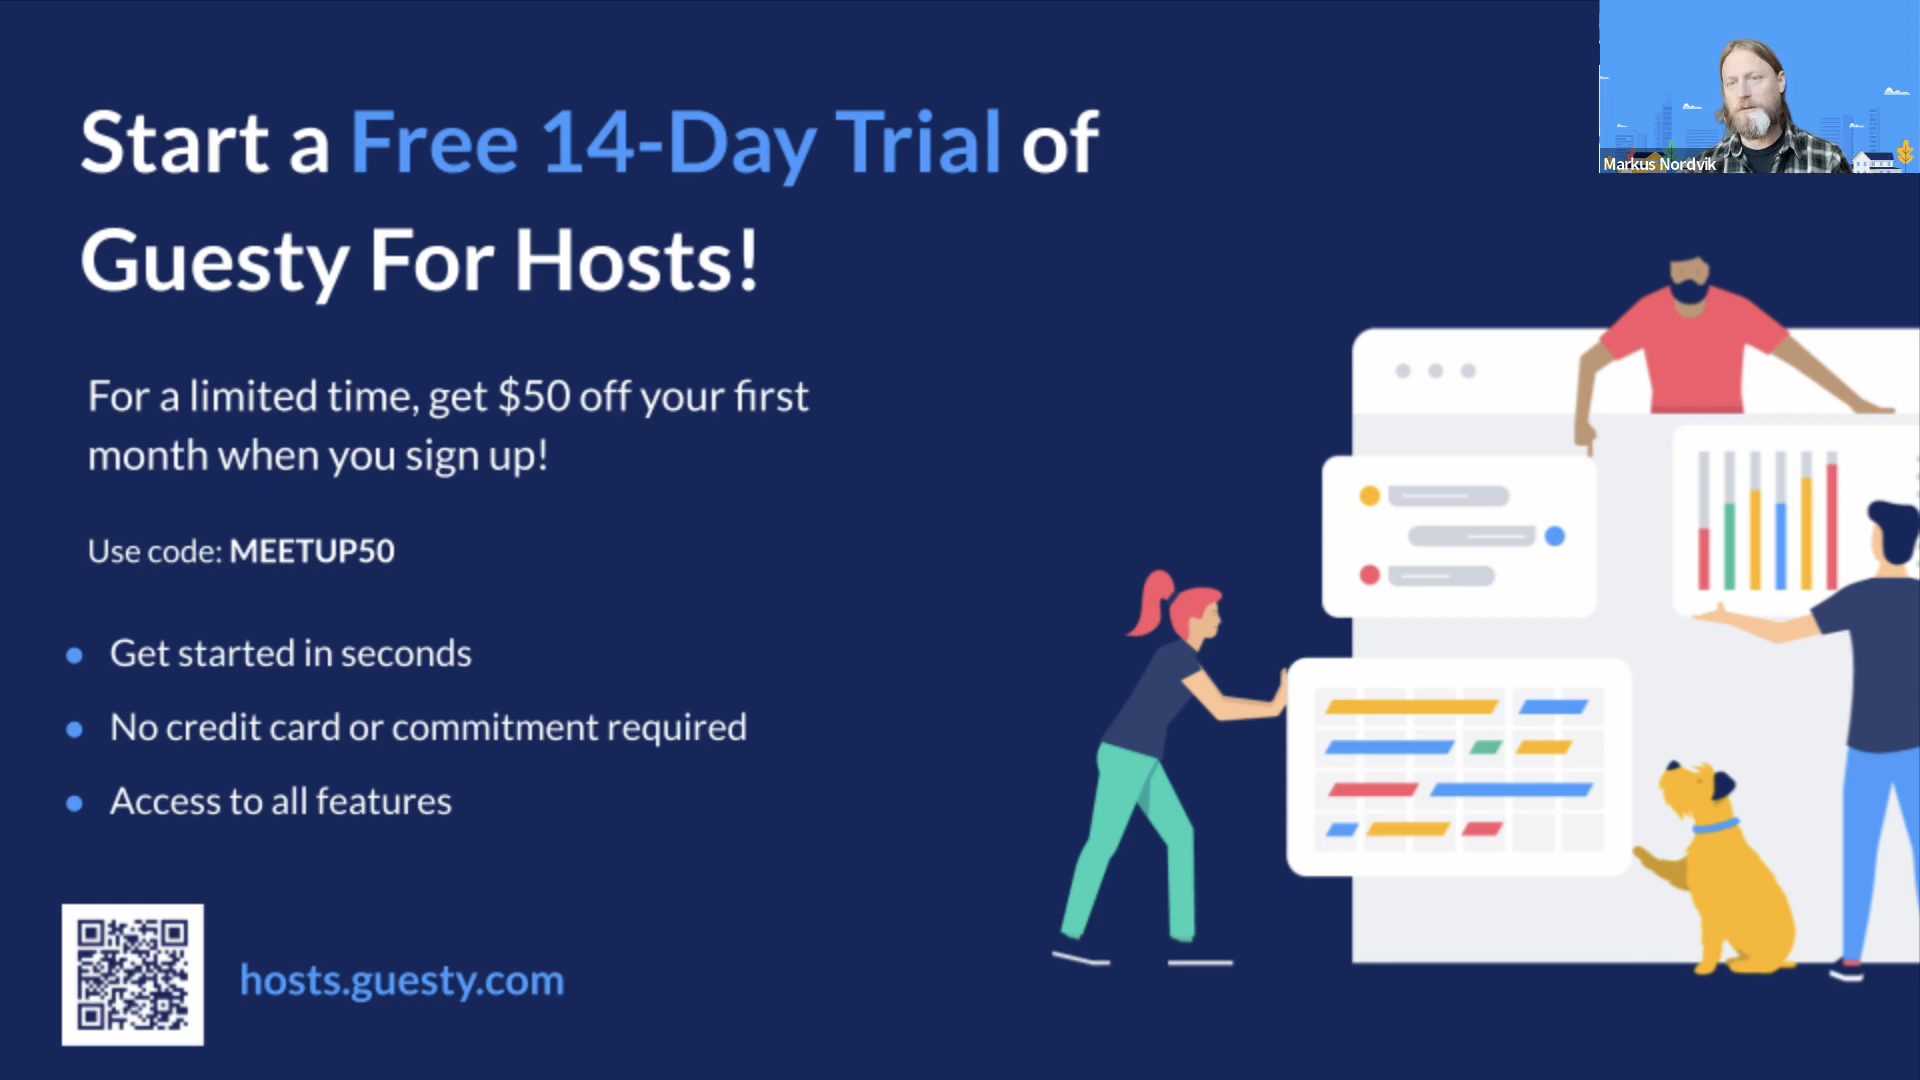 Start a Free 14-Day Trial of
Guesty For Hosts!
For a limited time, get $50 off your first
month when you sign up!
Use code: MEETUP50
Get started in seconds
No credit card or commitment required
Access to all features
hosts.guesty.com
Markus Nordvik